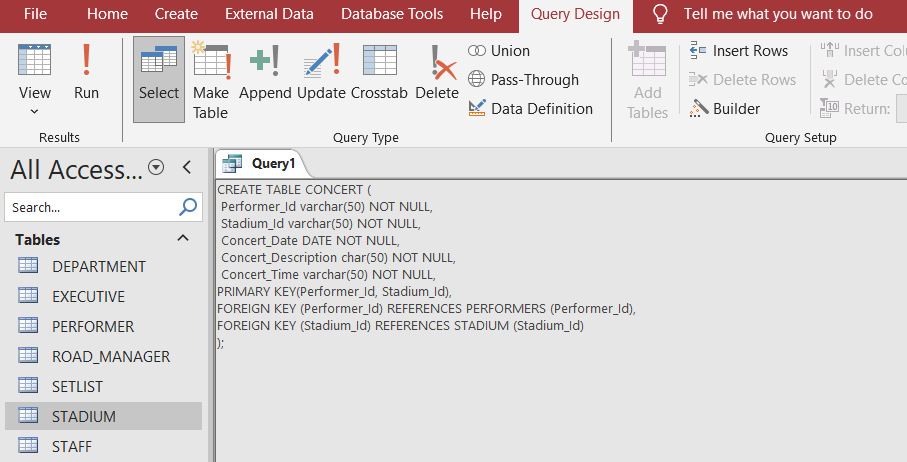 File Home Create External Data Database Tools Help Query Design Tell me what you want to do
View Run
Results
Select Make Table Append Update Crosstab Delete
Union
Pass-Through
Data Definition
Query Type
Add Tables
Insert Rows
Delete Rows
Builder
Insert Colu
Delete Co
Return:
Query Setup
All Access...
Search...
Tables
DEPARTMENT
EXECUTIVE
PERFORMER
ROAD_MANAGER
SETLIST
STADIUM
STAFF
Query1
CREATE TABLE CONCERT (
Performer_Id varchar(50) NOT NULL,
Stadium_Id varchar(50) NOT NULL,
Concert_Date DATE NOT NULL,
Concert_Description char(50) NOT NULL,
Concert_Time varchar(50) NOT NULL,
PRIMARY KEY(Performer_Id, Stadium_Id),
FOREIGN KEY (Performer_Id) REFERENCES PERFORMERS (Performer_Id),
FOREIGN KEY (Stadium_Id) REFERENCES STADIUM (Stadium_Id)
);